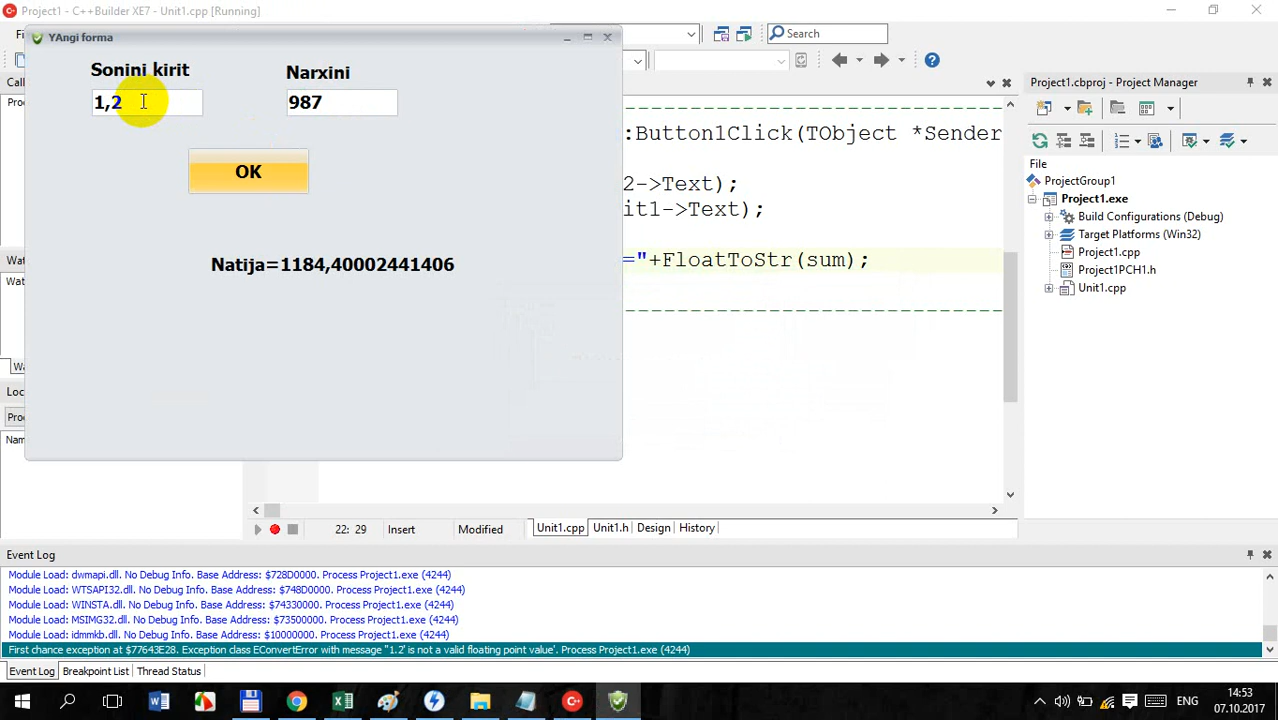 Project1 - C++Builder XE7 - Unit1.cpp [Running]
YAngi forma
Search
Sonini kirit
Narxini
1,2
987
OK
Natija=1184,40002441406
:Button1Click(TObject *Sender
2->Text);
it1->Text);
="+FloatToStr(sum);
Project1.cbproj - Project Manager
File
ProjectGroup1
Project1.exe
Build Configurations (Debug)
Target Platforms (Win32)
Project1.cpp
Project1PCH1.h
Unit1.cpp
22: 29
Insert
Modified
Unit1.cpp
Unit1.h
Design
History
Event Log
Module Load: dwmapi.dll. No Debug Info. Base Address: $728D0000. Process Project1.exe (4244)
Module Load: WTSAPI32.dll. No Debug Info. Base Address: $748D0000. Process Project1.exe (4244)
Module Load: WINSTA.dll. No Debug Info. Base Address: $74330000. Process Project1.exe (4244)
Module Load: MSIMG32.dll. No Debug Info. Base Address: $73500000. Process Project1.exe (4244)
Module Load: idmmkb.dll. No Debug Info. Base Address: $10000000. Process Project1.exe (4244)
First chance exception at $77643E28. Exception class EConvertError with message ''1.2' is not a valid floating point value'. Process Project1.exe (4244)
Event Log
Breakpoint List
Thread Status
ENG
14:53
07.10.2017